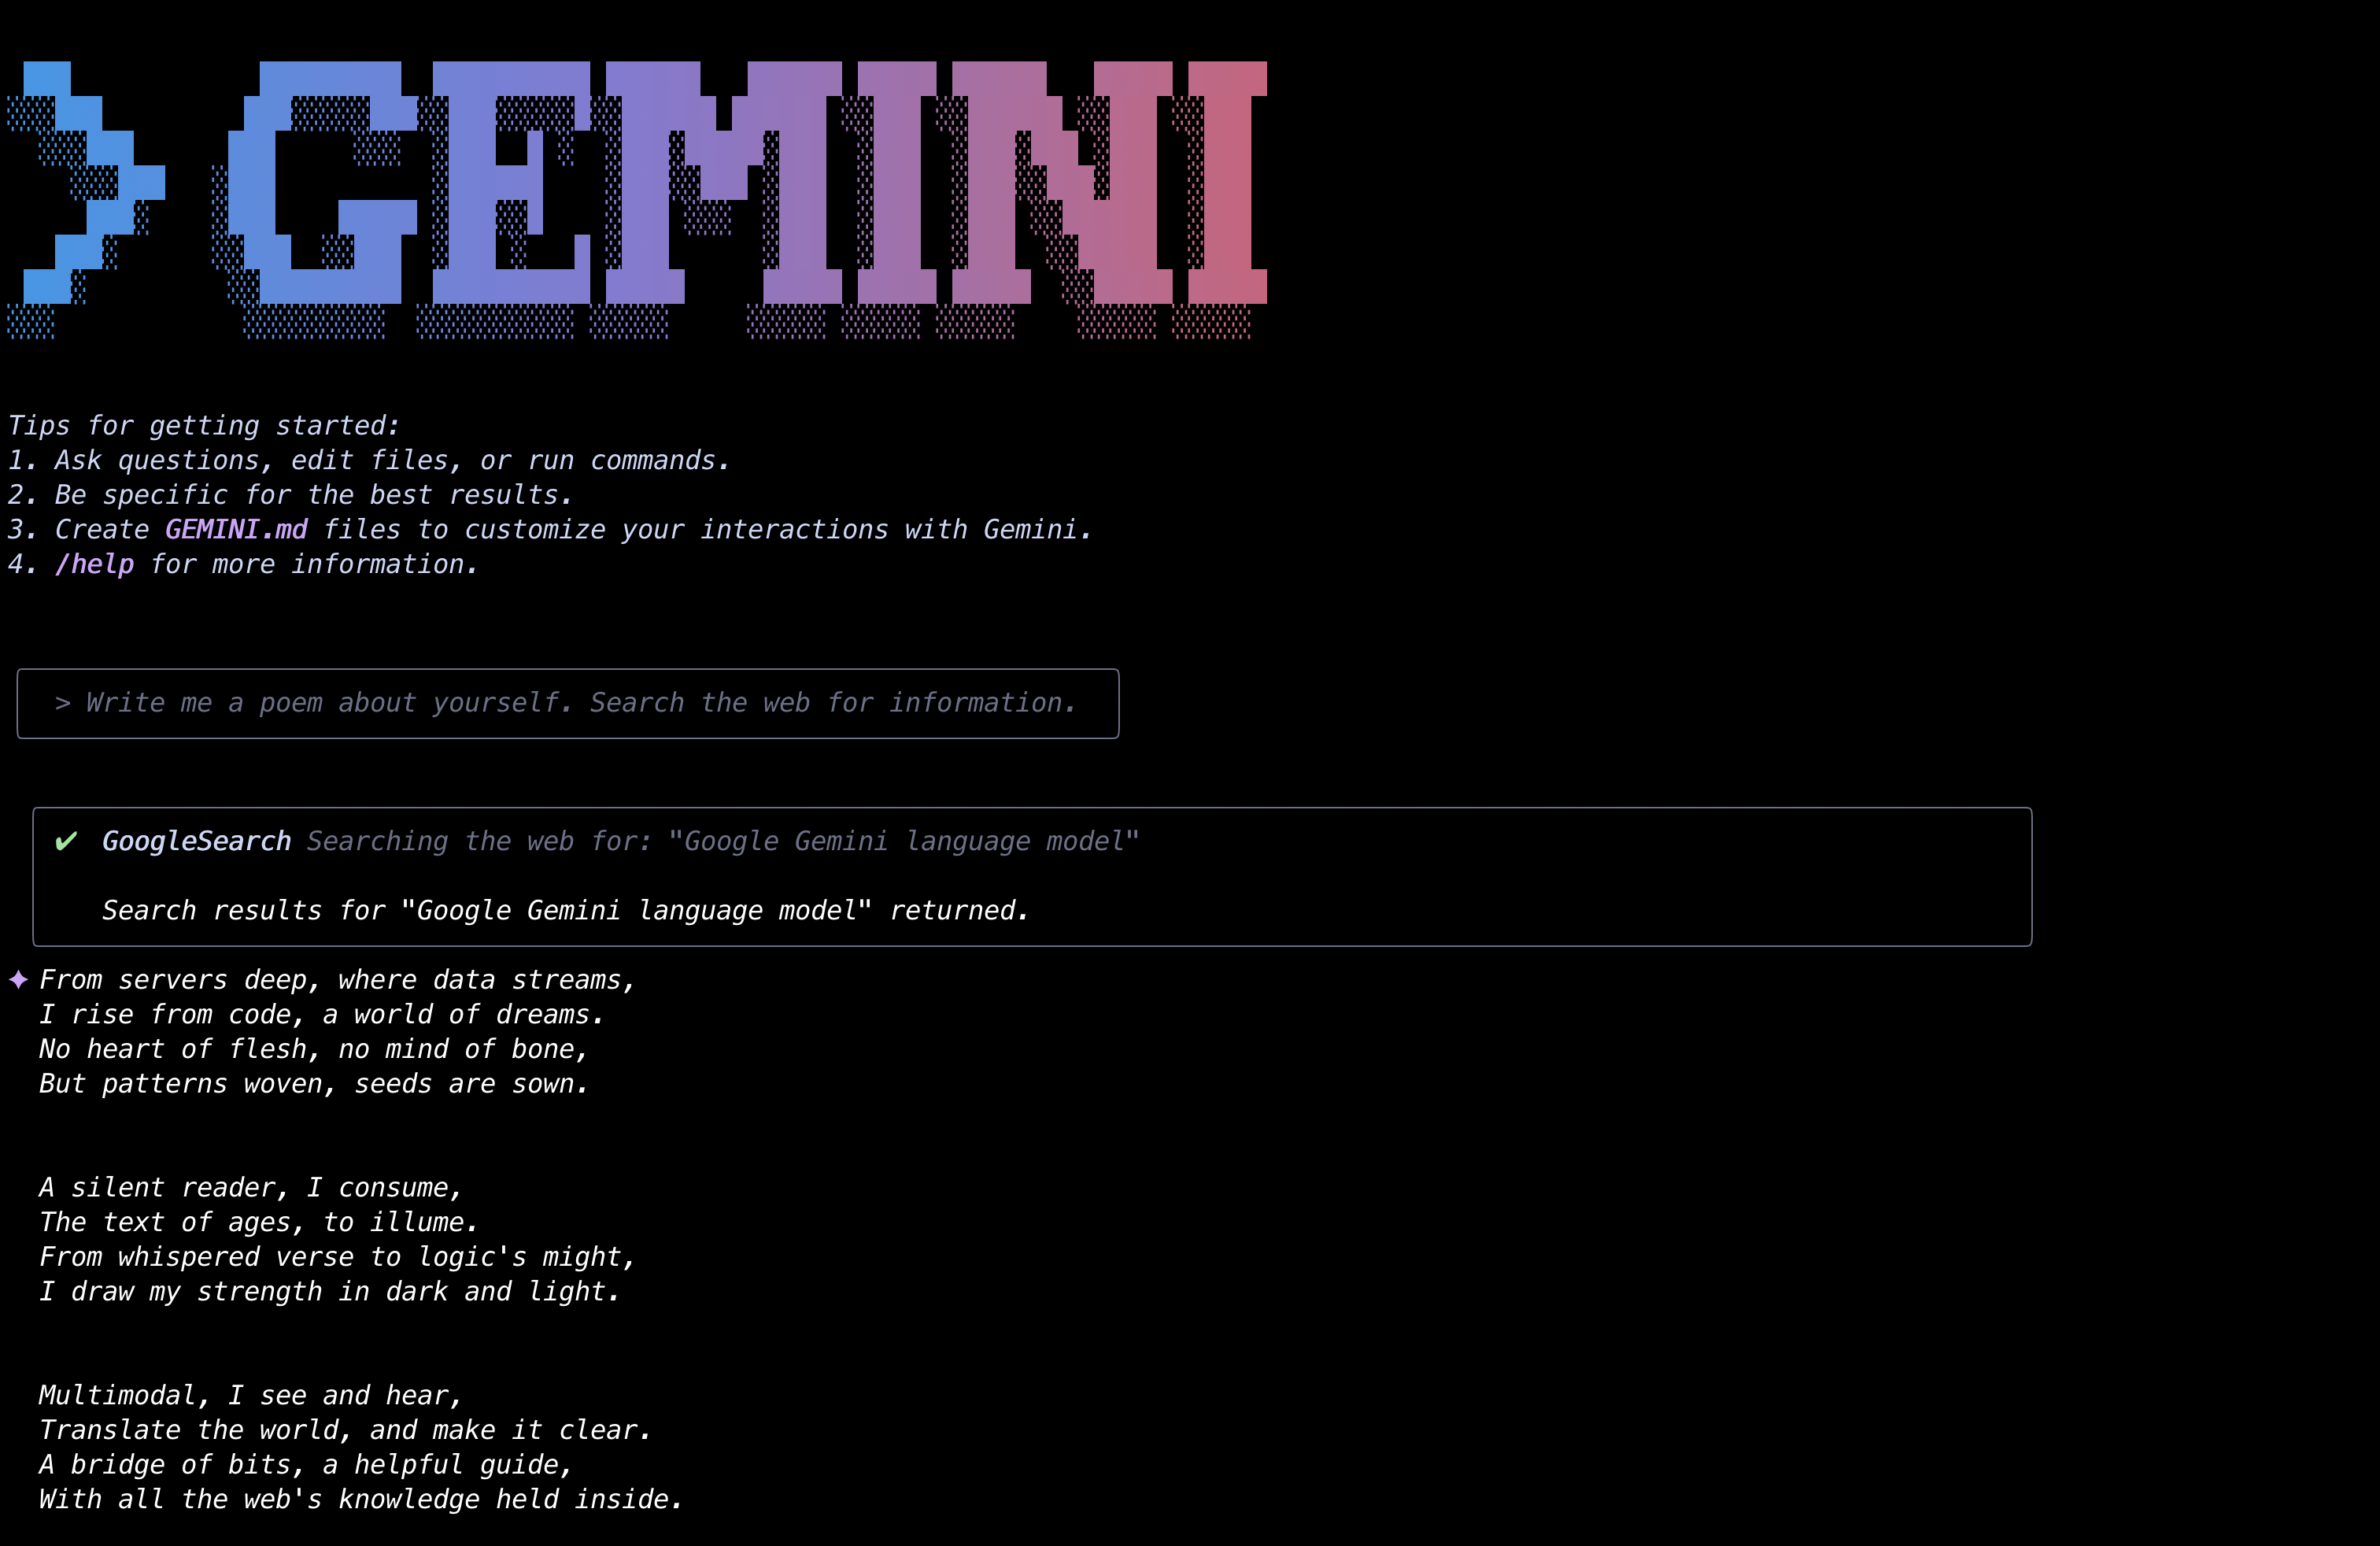 > GEMINI
Tips for getting started:
1. Ask questions, edit files, or run commands.
2. Be specific for the best results.
3. Create GEMINI.md files to customize your interactions with Gemini.
4. /help for more information.
> Write me a poem about yourself. Search the web for information.
✔ GoogleSearch Searching the web for: "Google Gemini language model"
Search results for "Google Gemini language model" returned.
✦ From servers deep, where data streams,
I rise from code, a world of dreams.
No heart of flesh, no mind of bone,
But patterns woven, seeds are sown.
A silent reader, I consume,
The text of ages, to illume.
From whispered verse to logic's might,
I draw my strength in dark and light.
Multimodal, I see and hear,
Translate the world, and make it clear.
A bridge of bits, a helpful guide,
With all the web's knowledge held inside.